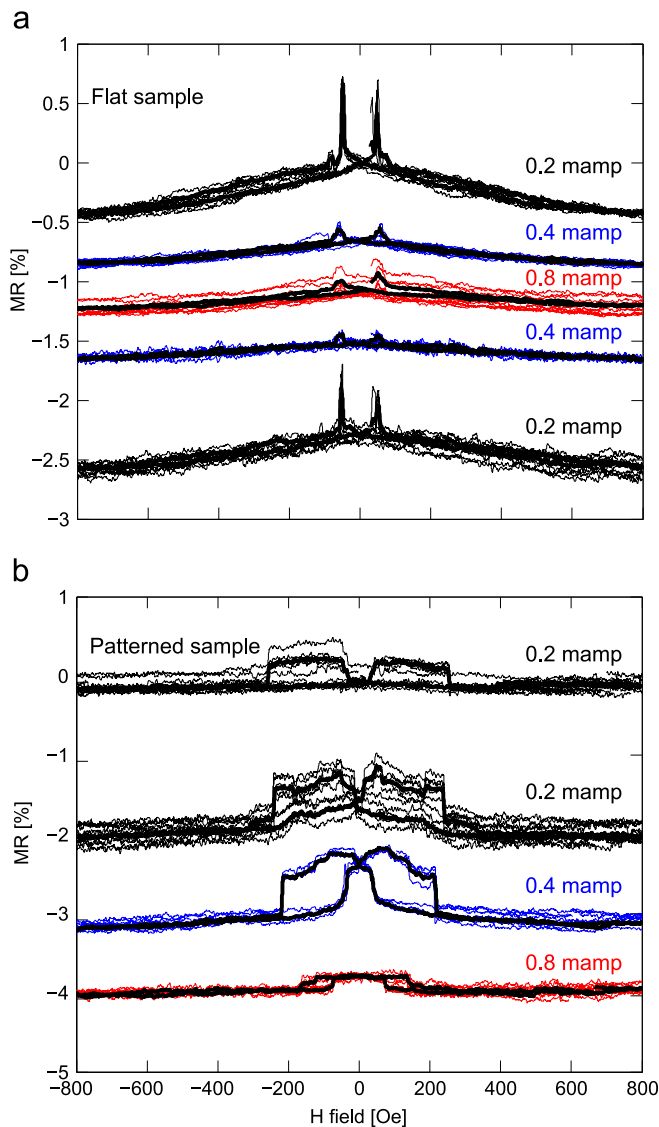 a
1
Flat sample
0.5
0
0.2 mamp
−0.5
0.4 mamp
MR [%]
−1
0.8 mamp
−1.5
0.4 mamp
−2
0.2 mamp
−2.5
−3
b
1
Patterned sample
0.2 mamp
0
−1
0.2 mamp
MR [%]
−2
0.4 mamp
−3
0.8 mamp
−4
−5
−800 −600 −400 −200 0 200 400 600 800
H field [Oe]